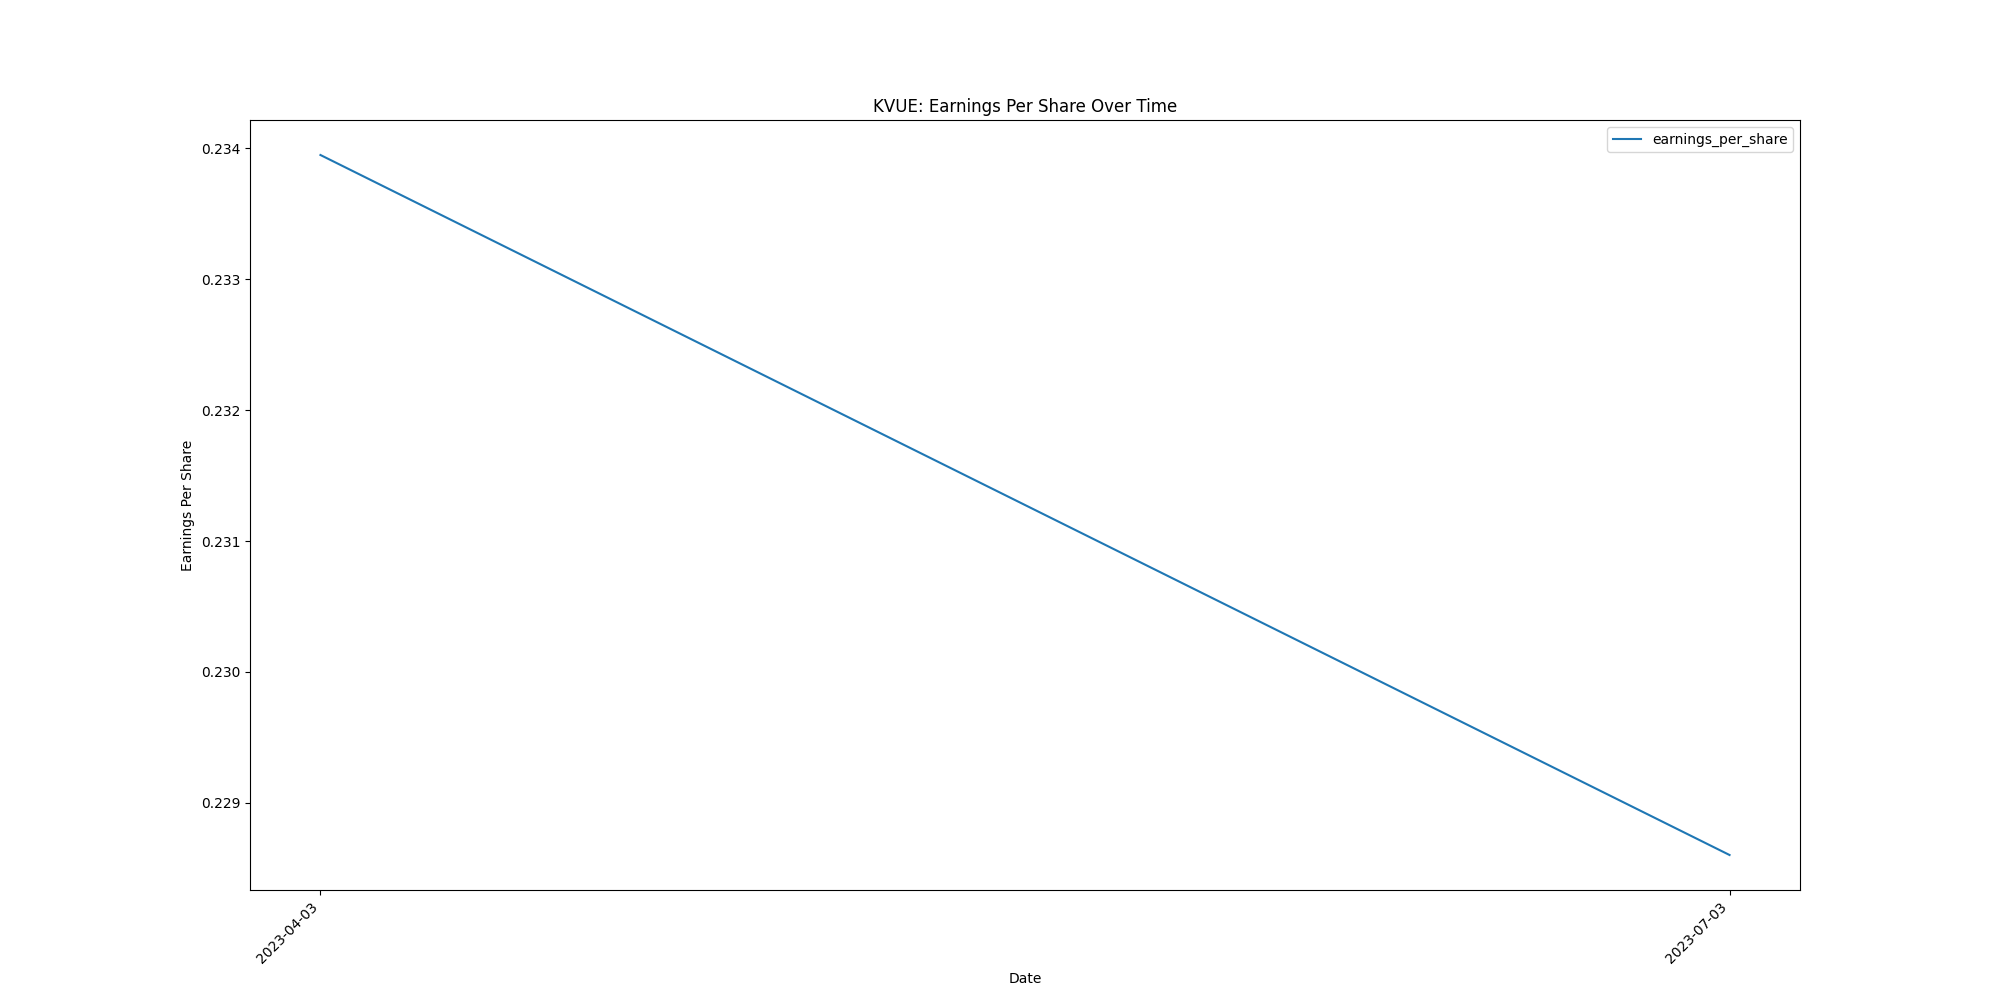 KVUE: Earnings Per Share Over Time
earnings_per_share
0.234
0.233
0.232
0.231
0.230
0.229
Earnings Per Share
2023-04-03
2023-07-03
Date